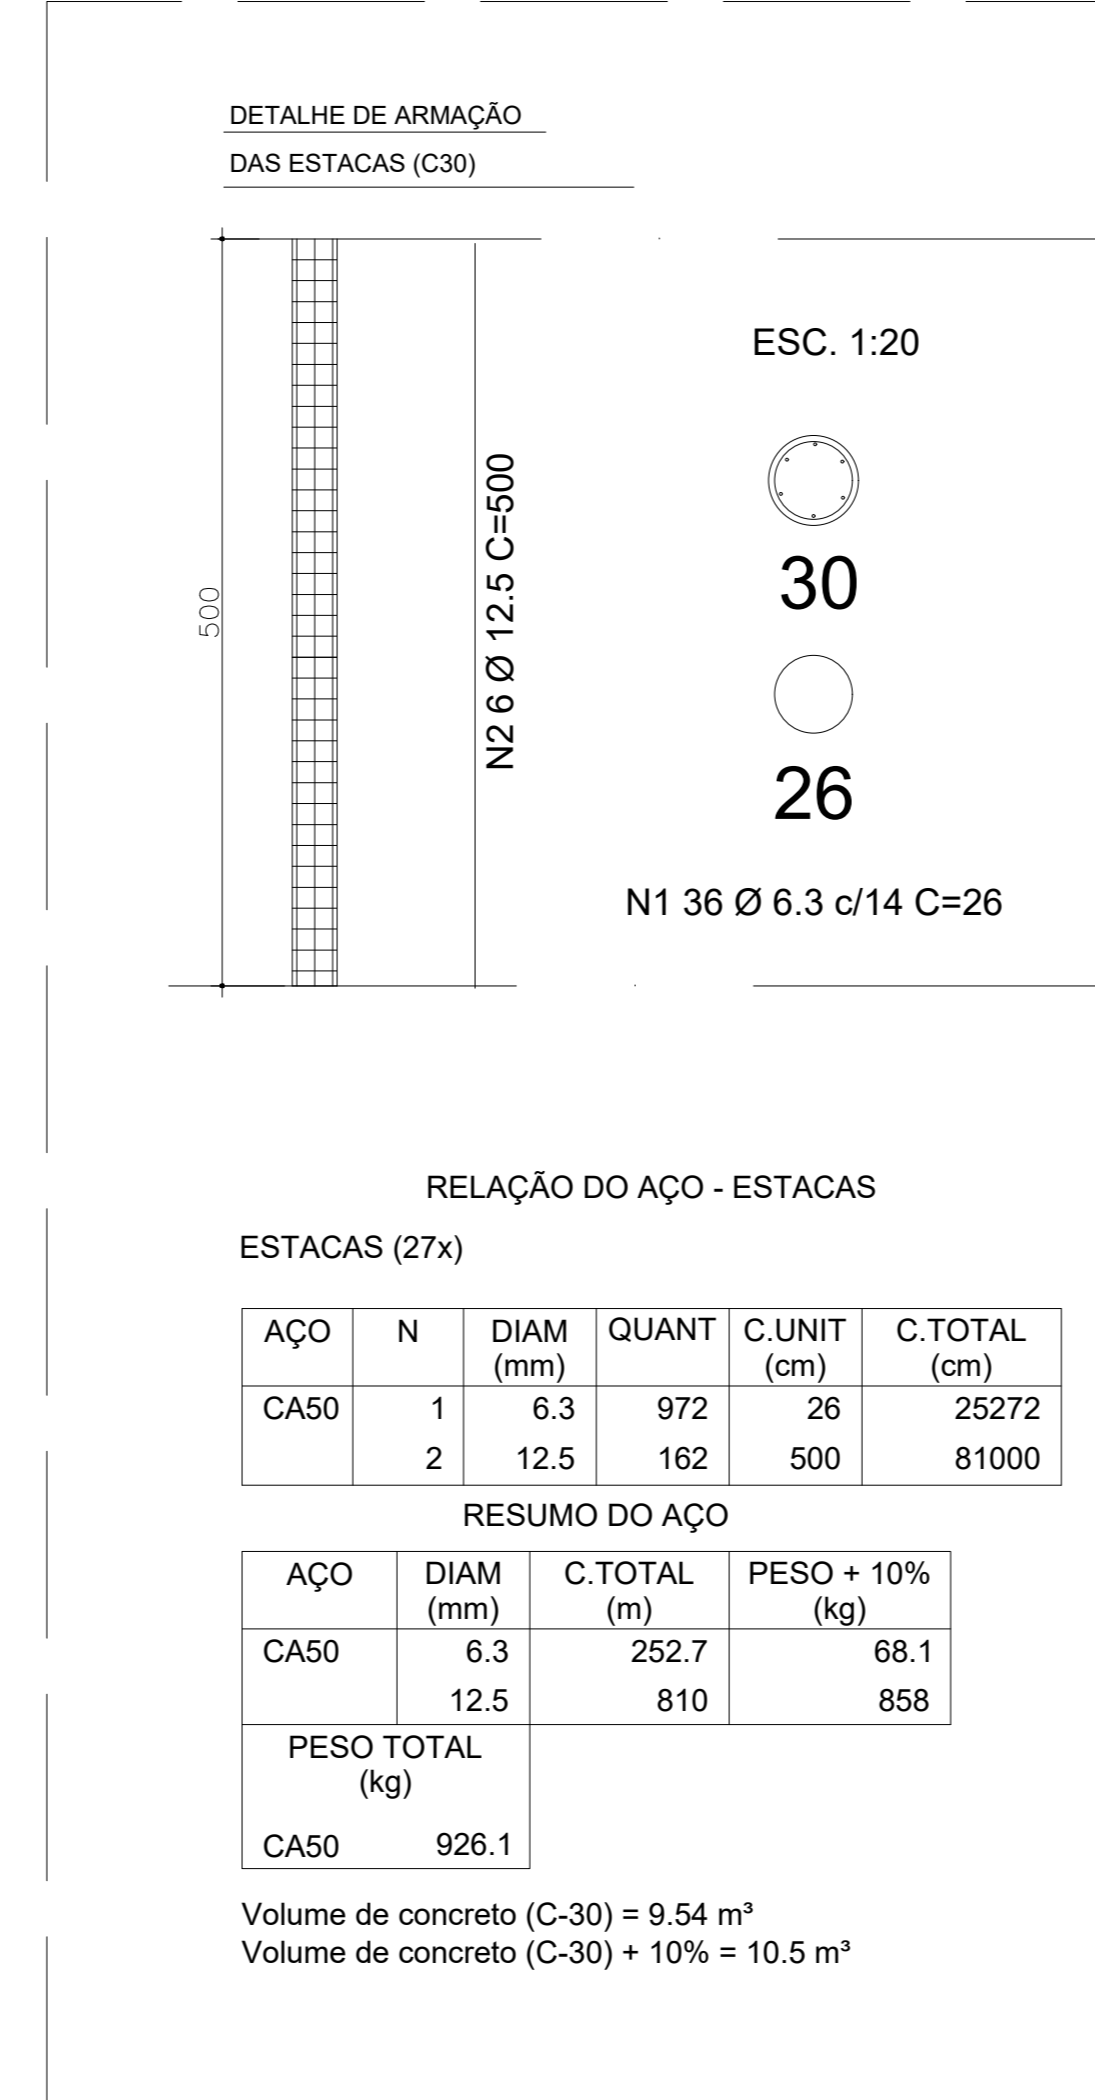 DETALHE DE ARMAÇÃO
DAS ESTACAS (C30)
500
N2 6 Ø 12.5 C=500
ESC. 1:20
30
26
N1 36 Ø 6.3 c/14 C=26
RELAÇÃO DO AÇO - ESTACAS
ESTACAS (27x)
AÇO N DIAM (mm) QUANT C.UNIT (cm) C.TOTAL (cm)
CA50 1 6.3 972 26 25272
2 12.5 162 500 81000
RESUMO DO AÇO
AÇO DIAM (mm) C.TOTAL (m) PESO + 10% (kg)
CA50 6.3 252.7 68.1
12.5 810 858
PESO TOTAL
(kg)
CA50 926.1
Volume de concreto (C-30) = 9.54 m³
Volume de concreto (C-30) + 10% = 10.5 m³